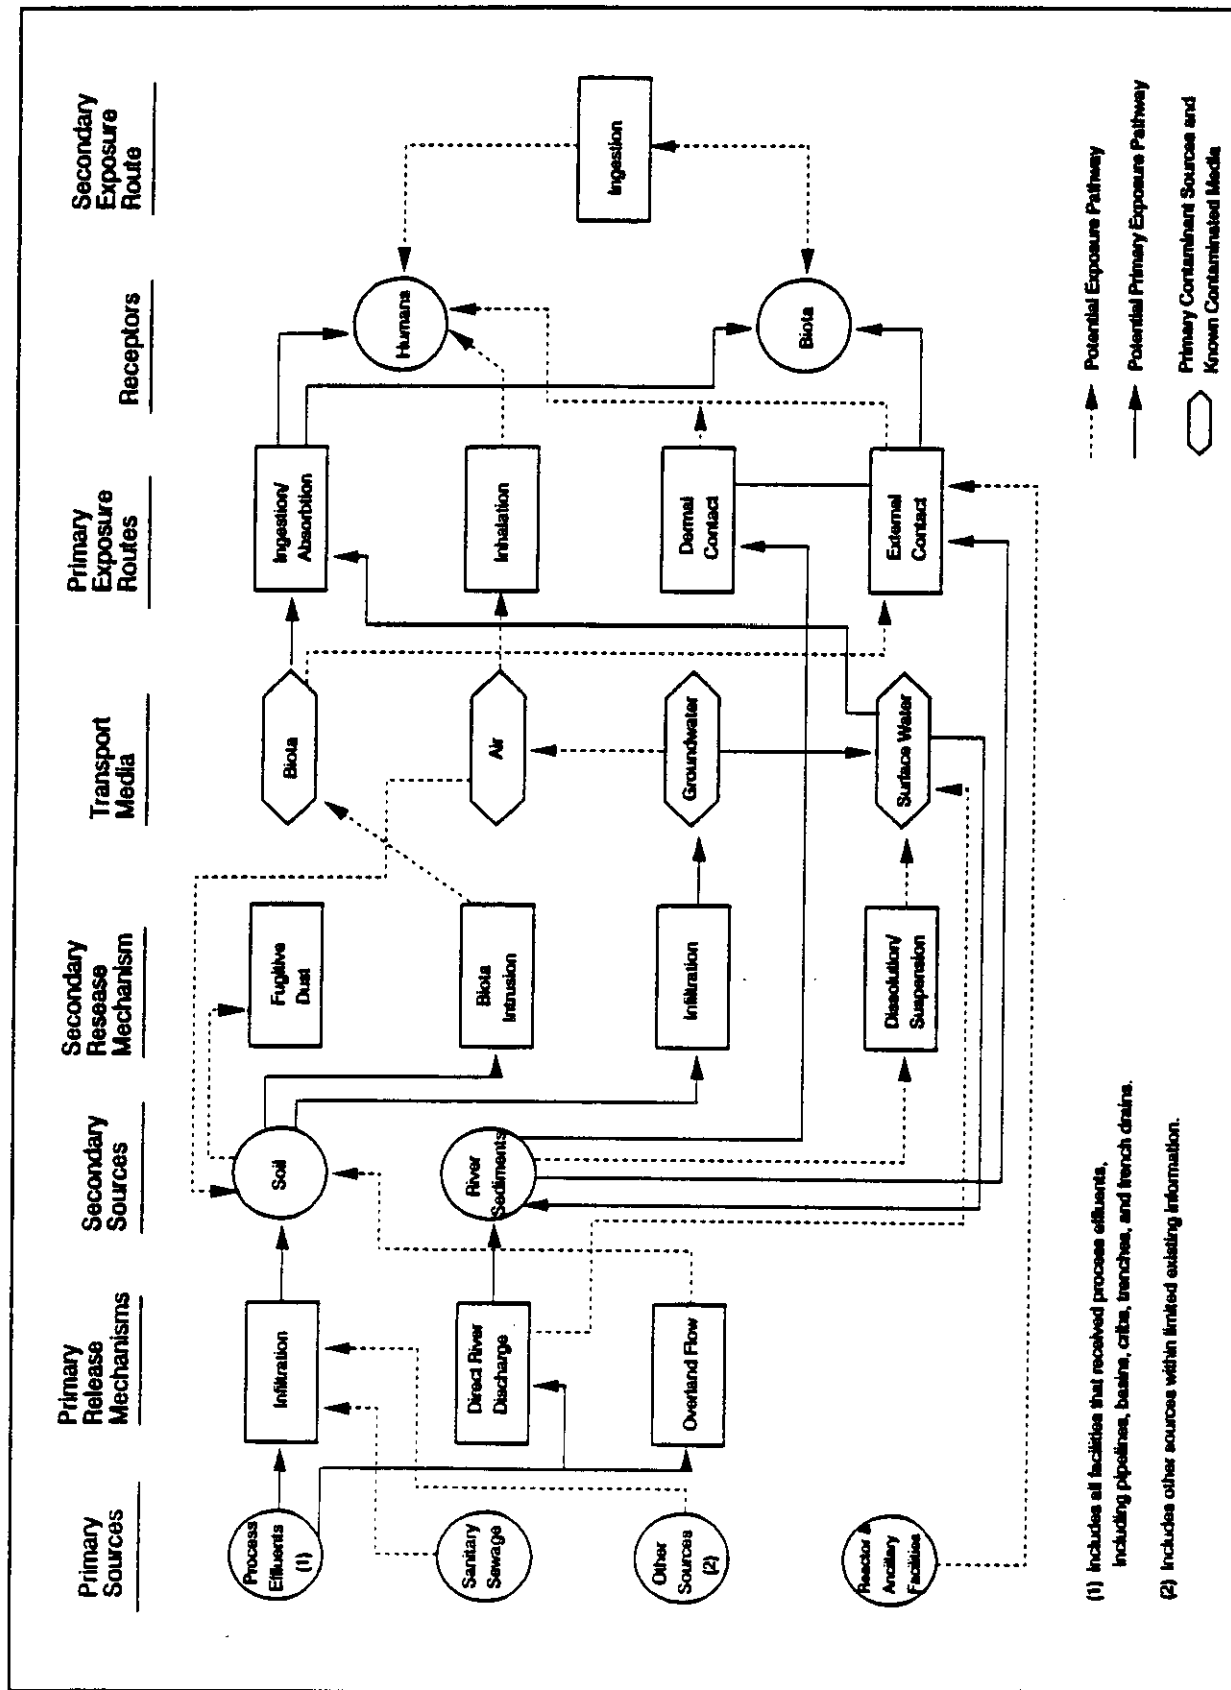 Primary
Sources
Primary
Release
Mechanisms
Secondary
Sources
Secondary
Resease
Mechanism
Transport
Media
Primary
Exposure
Routes
Receptors
Secondary
Exposure
Route
Process
Effluents
(1)
Sanitary
Sewage
Other
Sources
(2)
Reactor &
Ancillary
Facilities
Infiltration
Direct River
Discharge
Overland Flow
Soil
River
Sediments
Fugitive
Dust
Biota
Intrusion
Infiltration
Dissolution/
Suspension
Biota
Air
Groundwater
Surface Water
Ingestion/
Absorbtion
Inhalation
Dermal
Contact
External
Contact
Humans
Biota
Ingestion
(1) Includes all facilities that received process effluents,
including pipelines, basins, cribs, trenches, and french drains.
(2) Includes other sources within limited existing information.
Potential Exposure Pathway
Potential Primary Exposure Pathway
Primary Contaminant Sources and
Known Contaminated Media